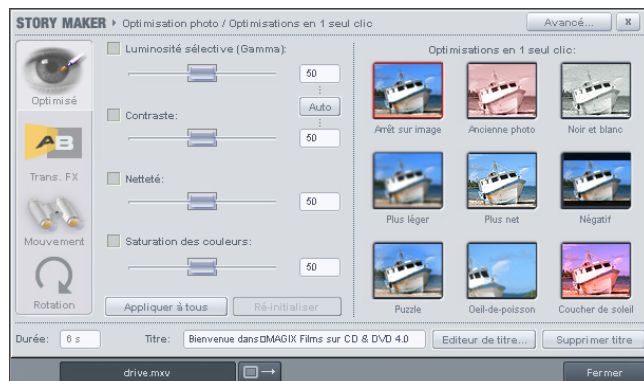 STORY MAKER ▸ Optimisation photo / Optimisations en 1 seul clic
Avancé...
x
Optimisé
Trans. FX
Mouvement
Rotation
Luminosité sélective (Gamma):
50
Auto
Contraste:
50
Netteté:
50
Saturation des couleurs:
50
Appliquer à tous
Ré-initialiser
Optimisations en 1 seul clic:
Arrêt sur image
Ancienne photo
Noir et blanc
Plus léger
Plus net
Négatif
Puzzle
Oeil-de-poisson
Coucher de soleil
Durée:
6 s
Titre:
Bienvenue dans□MAGIX Films sur CD & DVD 4.0
Editeur de titre...
Supprimer titre
drive.mxv
Fermer